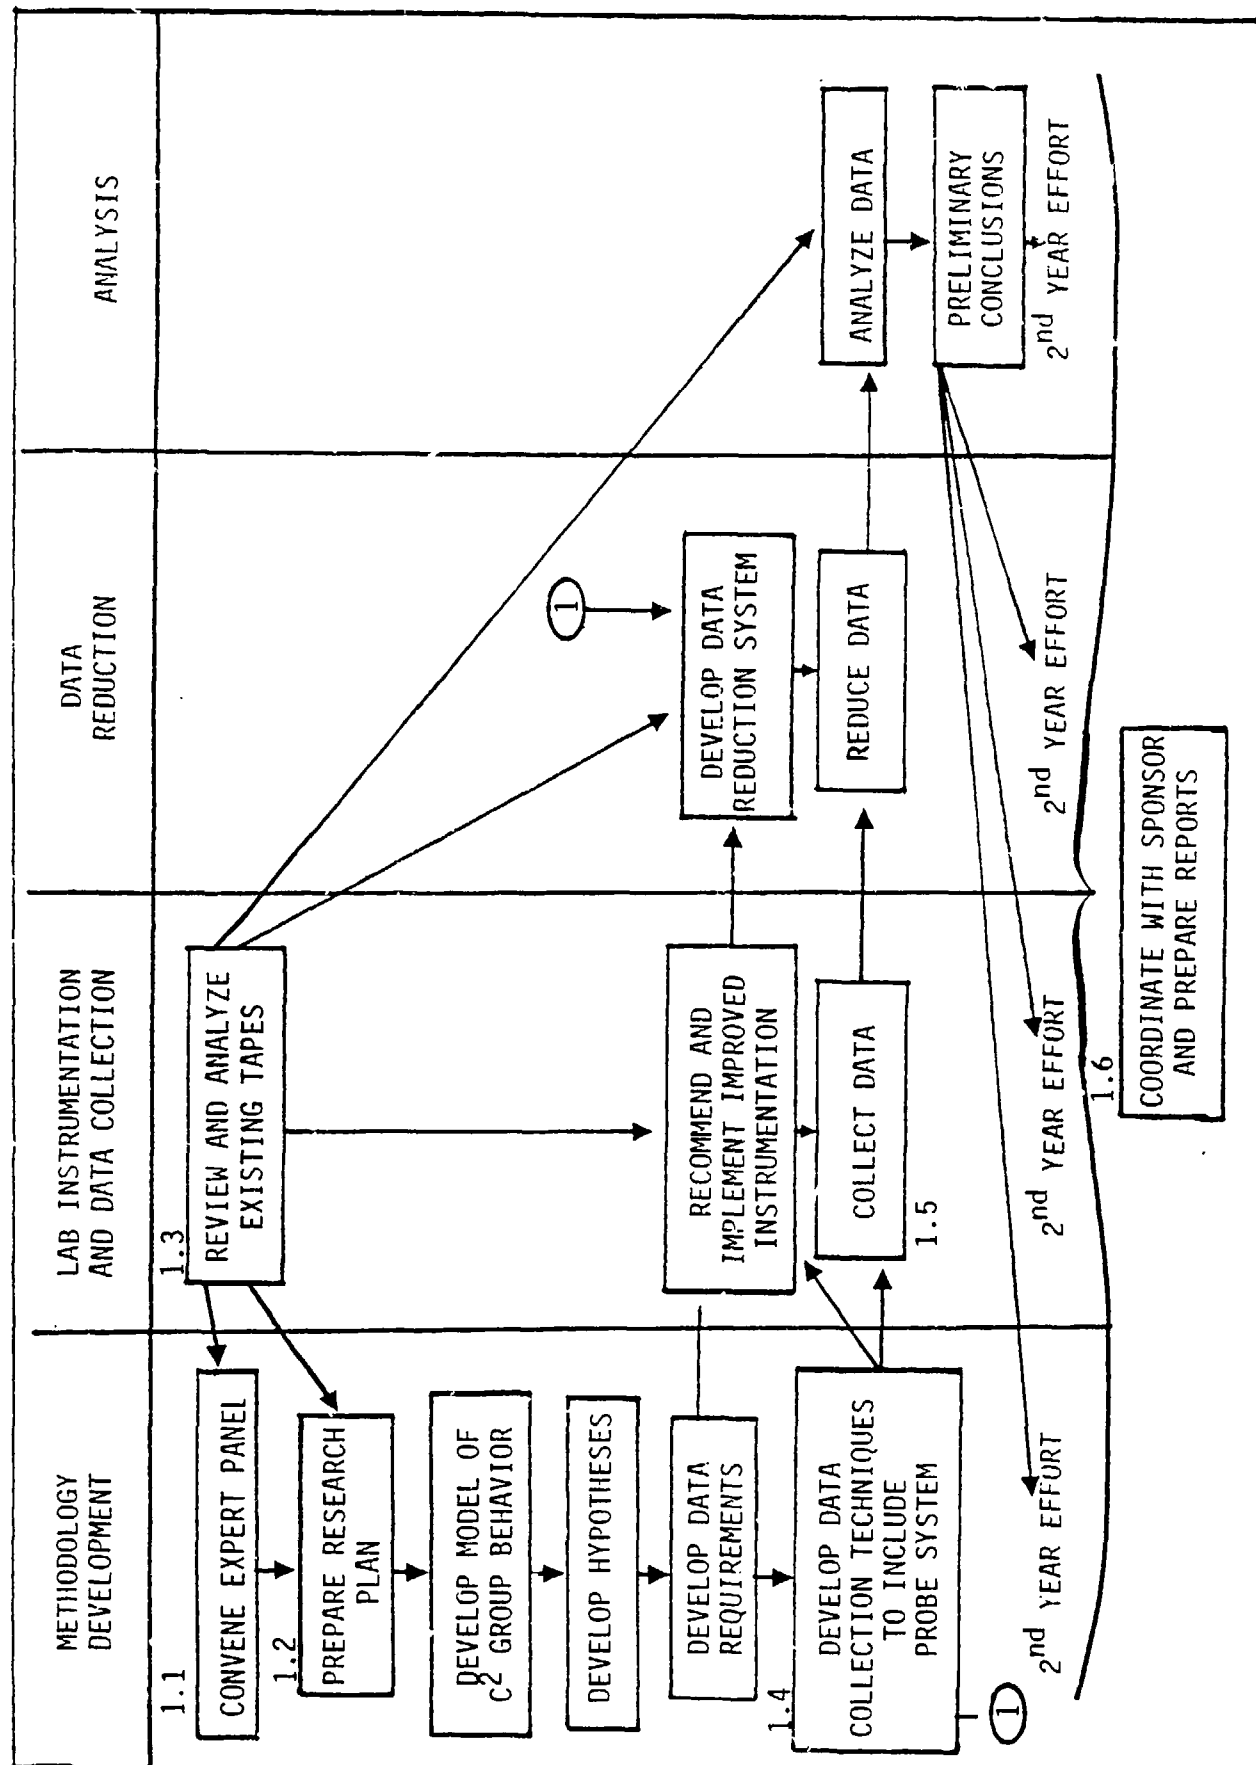 METHODOLOGY
DEVELOPMENT
LAB INSTRUMENTATION
AND DATA COLLECTION
DATA
REDUCTION
ANALYSIS
1.1
CONVENE EXPERT PANEL
1.2
PREPARE RESEARCH
PLAN
DEVELOP MODEL OF
C² GROUP BEHAVIOR
DEVELOP HYPOTHESES
DEVELOP DATA
REQUIREMENTS
1.4
DEVELOP DATA
COLLECTION TECHNIQUES
TO INCLUDE
PROBE SYSTEM
1
2nd YEAR EFFORT
1.3
REVIEW AND ANALYZE
EXISTING TAPES
RECOMMEND AND
IMPLEMENT IMPROVED
INSTRUMENTATION
COLLECT DATA
1.5
2nd YEAR EFFORT
1
DEVELOP DATA
REDUCTION SYSTEM
REDUCE DATA
2nd YEAR EFFORT
ANALYZE DATA
PRELIMINARY
CONCLUSIONS
2nd YEAR EFFORT
1.6
COORDINATE WITH SPONSOR
AND PREPARE REPORTS